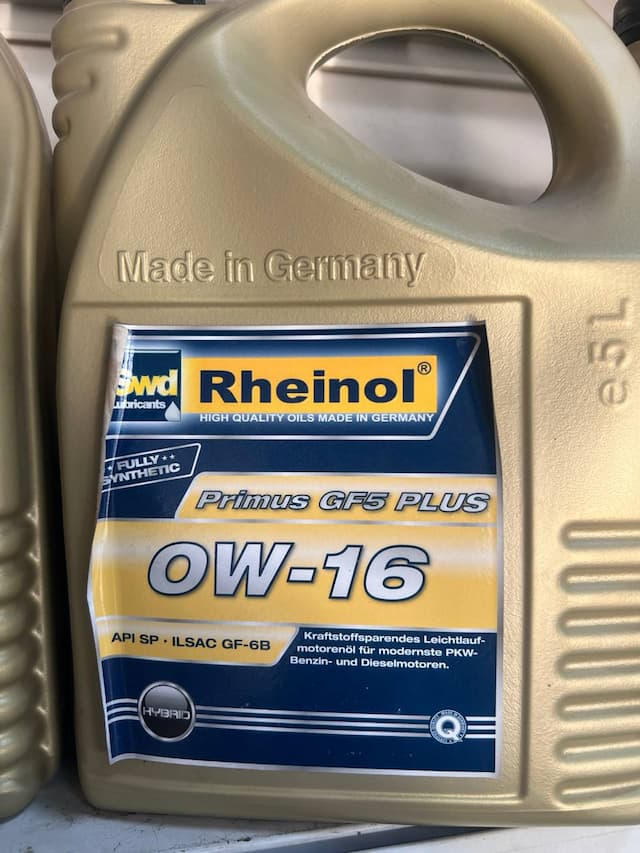 Made in Germany
e 5 L
Swd
Lubricants
Rheinol®
HIGH QUALITY OILS MADE IN GERMANY
FULLY
SYNTHETIC
Primus GF5 PLUS
0W-16
API SP · ILSAC GF-6B
Kraftstoffsparendes Leichtlauf-
motorenöl für modernste PKW-
Benzin- und Dieselmotoren.
HYBRID
Q